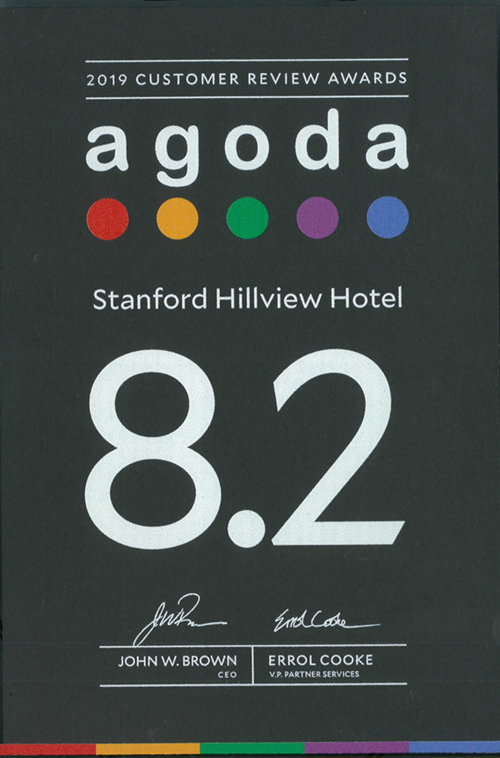 2019 CUSTOMER REVIEW AWARDS
agoda
Stanford Hillview Hotel
8.2
JOHN W. BROWN
CEO
ERROL COOKE
V.P. PARTNER SERVICES